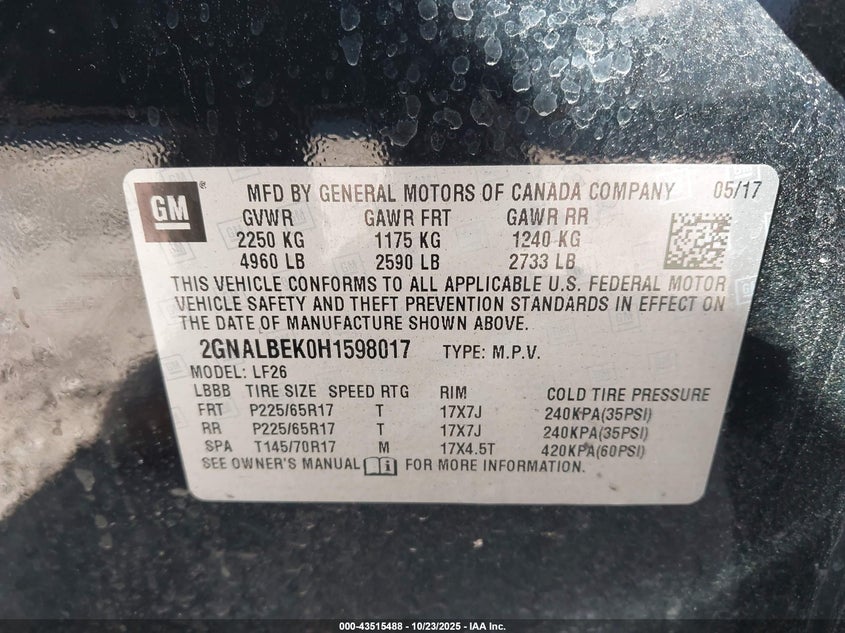 GM ® MFD BY GENERAL MOTORS OF CANADA COMPANY 05/17
GVWR GAWR FRT GAWR RR
2250 KG 1175 KG 1240 KG
4960 LB 2590 LB 2733 LB
THIS VEHICLE CONFORMS TO ALL APPLICABLE U.S. FEDERAL MOTOR
VEHICLE SAFETY AND THEFT PREVENTION STANDARDS IN EFFECT ON
THE DATE OF MANUFACTURE SHOWN ABOVE.
2GNALBEK0H1598017 TYPE: M.P.V.
MODEL: LF26
LBBB TIRE SIZE SPEED RTG RIM COLD TIRE PRESSURE
FRT P225/65R17 T 17X7J 240KPA(35PSI)
RR P225/65R17 T 17X7J 240KPA(35PSI)
SPA T145/70R17 M 17X4.5T 420KPA(60PSI)
SEE OWNER'S MANUAL FOR MORE INFORMATION.
000-43515488 - 10/23/2025 - IAA Inc.